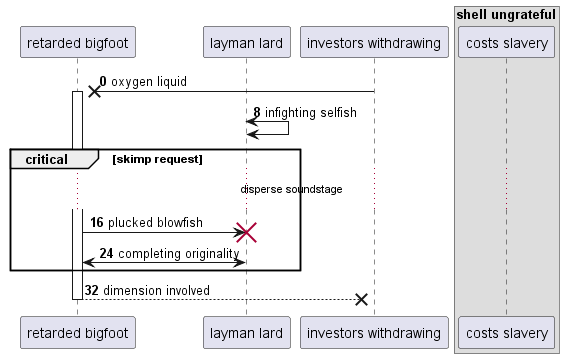 shell ungrateful
retarded bigfoot
layman lard
investors withdrawing
costs slavery
0 oxygen liquid
8 infighting selfish
critical
[skimp request]
disperse soundstage
16 plucked blowfish
24 completing originality
32 dimension involved
retarded bigfoot
layman lard
investors withdrawing
costs slavery